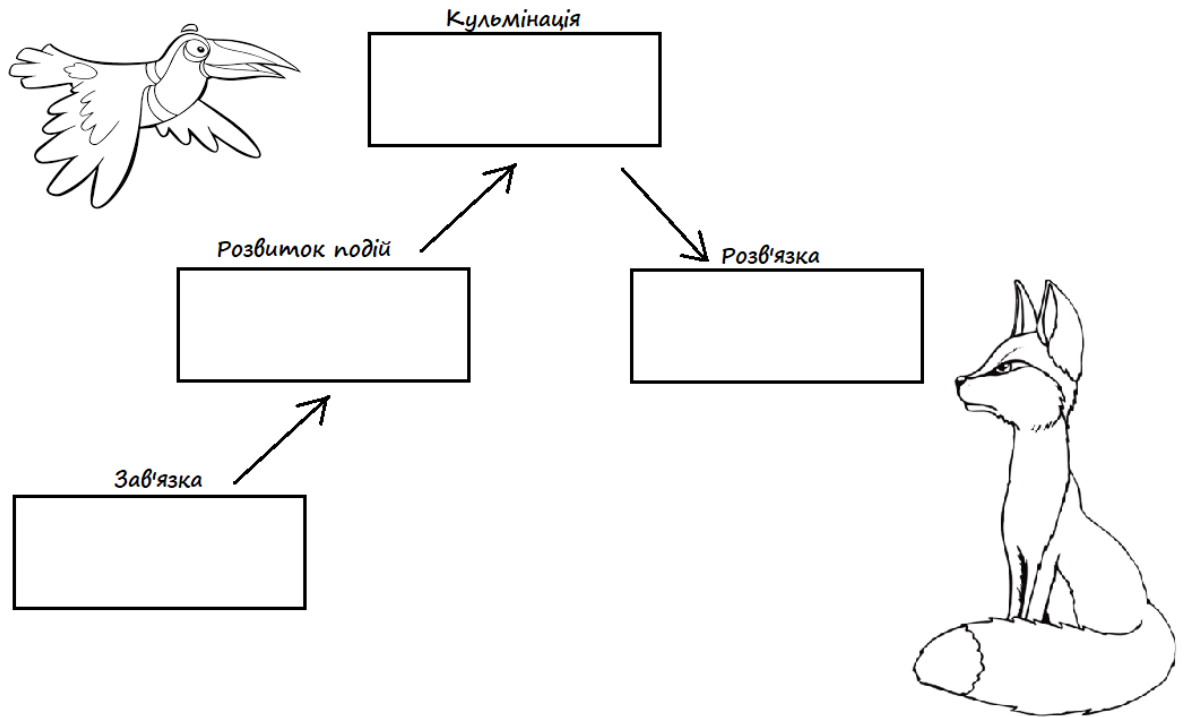 Кульмінація
Розвиток подій
Розв'язка
Зав'язка